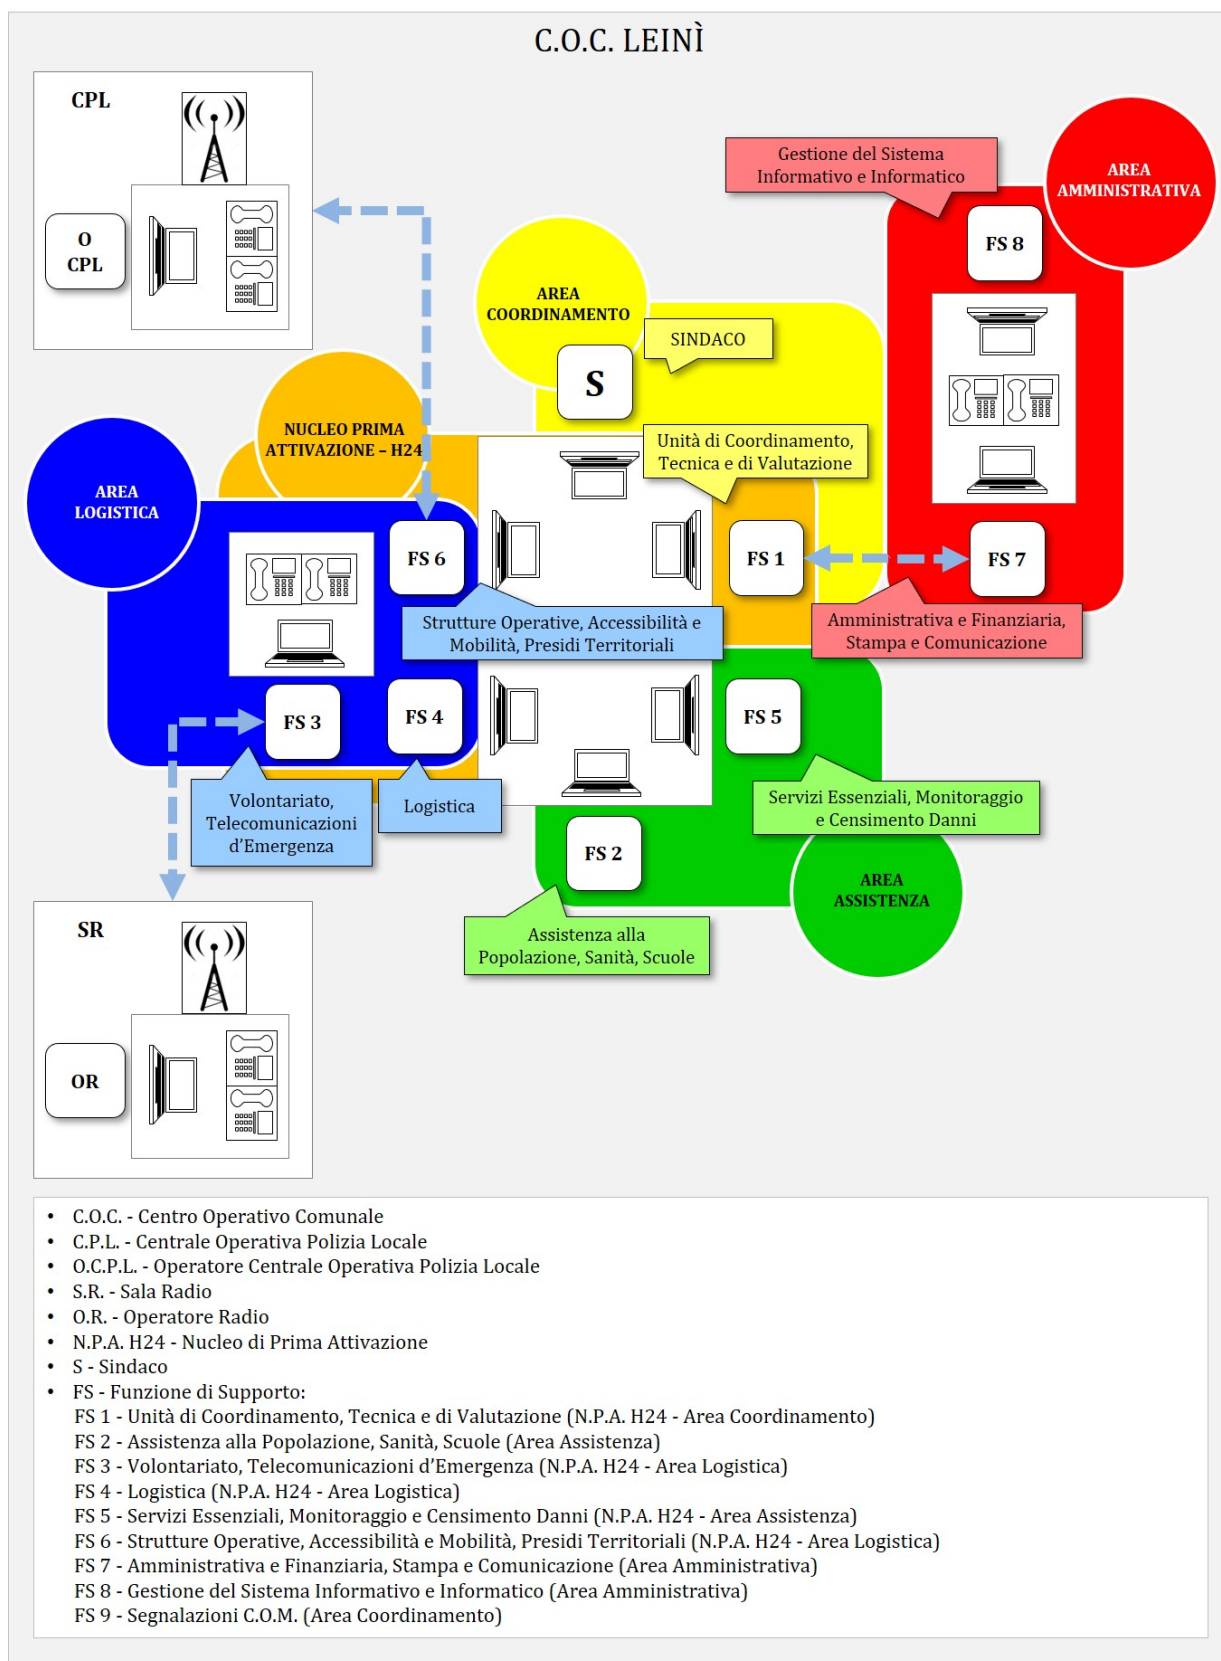 C.O.C. LEINÌ
CPL
O
CPL
Gestione del Sistema
Informativo e Informatico
AREA
AMMINISTRATIVA
FS 8
AREA
COORDINAMENTO
SINDACO
S
NUCLEO PRIMA
ATTIVAZIONE – H24
Unità di Coordinamento,
Tecnica e di Valutazione
AREA
LOGISTICA
FS 6
FS 1
FS 7
Strutture Operative, Accessibilità e
Mobilità, Presidi Territoriali
Amministrativa e Finanziaria,
Stampa e Comunicazione
FS 3
FS 4
FS 5
Volontariato,
Telecomunicazioni
d’Emergenza
Logistica
Servizi Essenziali, Monitoraggio
e Censimento Danni
FS 2
AREA
ASSISTENZA
Assistenza alla
Popolazione, Sanità, Scuole
SR
OR
• C.O.C. - Centro Operativo Comunale
• C.P.L. - Centrale Operativa Polizia Locale
• O.C.P.L. - Operatore Centrale Operativa Polizia Locale
• S.R. - Sala Radio
• O.R. - Operatore Radio
• N.P.A. H24 - Nucleo di Prima Attivazione
• S - Sindaco
• FS - Funzione di Supporto:
FS 1 - Unità di Coordinamento, Tecnica e di Valutazione (N.P.A. H24 - Area Coordinamento)
FS 2 - Assistenza alla Popolazione, Sanità, Scuole (Area Assistenza)
FS 3 - Volontariato, Telecomunicazioni d’Emergenza (N.P.A. H24 - Area Logistica)
FS 4 - Logistica (N.P.A. H24 - Area Logistica)
FS 5 - Servizi Essenziali, Monitoraggio e Censimento Danni (N.P.A. H24 - Area Assistenza)
FS 6 - Strutture Operative, Accessibilità e Mobilità, Presidi Territoriali (N.P.A. H24 - Area Logistica)
FS 7 - Amministrativa e Finanziaria, Stampa e Comunicazione (Area Amministrativa)
FS 8 - Gestione del Sistema Informativo e Informatico (Area Amministrativa)
FS 9 - Segnalazioni C.O.M. (Area Coordinamento)